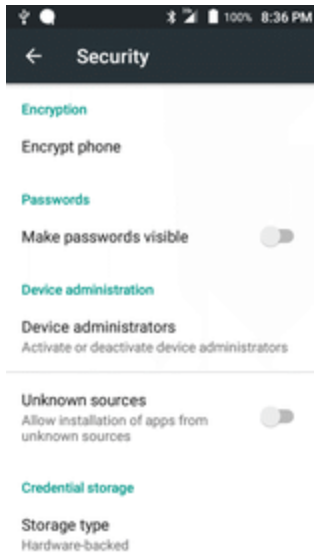 100% 8:36 PM
Security
Encryption
Encrypt phone
Passwords
Make passwords visible
Device administration
Device administrators
Activate or deactivate device administrators
Unknown sources
Allow installation of apps from
unknown sources
Credential storage
Storage type
Hardware-backed